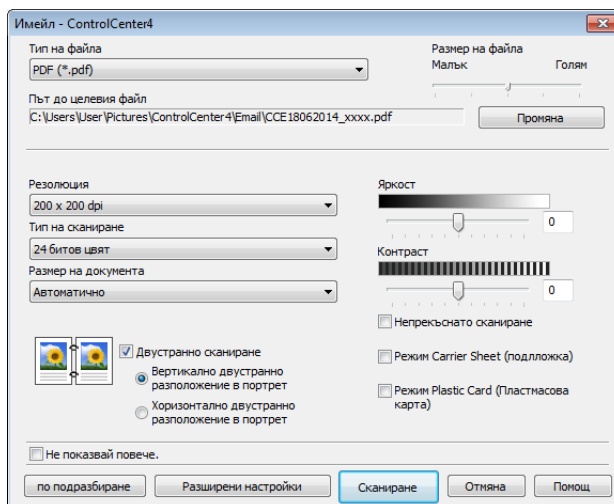 Имейл - ControlCenter4
Тип на файла
PDF (*.pdf)
Размер на файла
Малък Голям
Път до целевия файл
C:\Users\User\Pictures\ControlCenter4\Email\CCE18062014_xxxx.pdf
Промяна
Резолюция
200 x 200 dpi
Тип на сканиране
24 битов цвят
Размер на документа
Автоматично
Яркост
0
Контраст
0
Двустранно сканиране
Вертикално двустранно
разположение в портрет
Хоризонтално двустранно
разположение в портрет
Непрекъснато сканиране
Режим Carrier Sheet (подлложка)
Режим Plastic Card (Пластмасова
карта)
Не показвай повече.
по подразбиране Разширени настройки Сканиране Отмяна Помощ